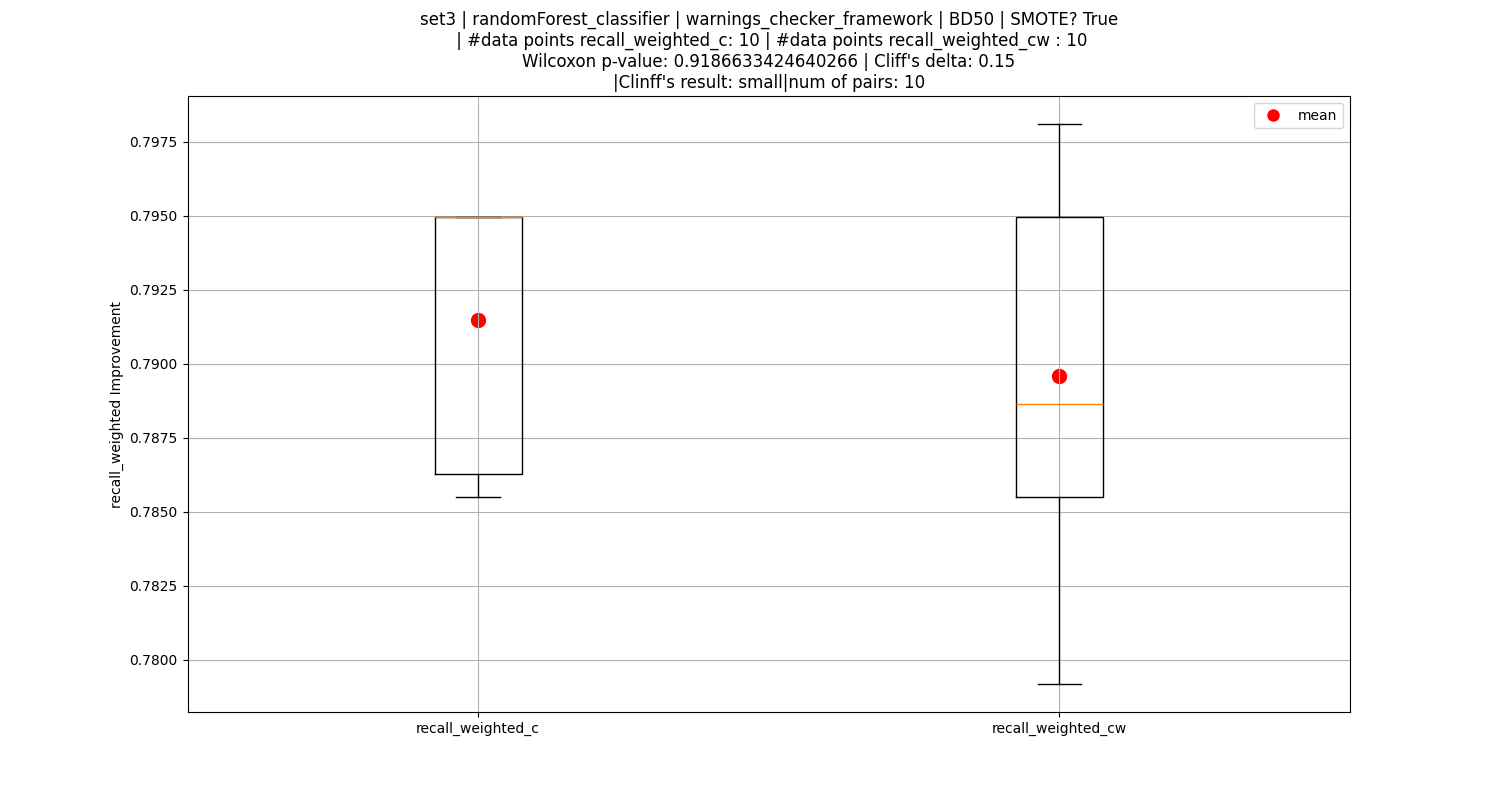 set3 | randomForest_classifier | warnings_checker_framework | BD50 | SMOTE? True
| #data points recall_weighted_c: 10 | #data points recall_weighted_cw : 10
Wilcoxon p-value: 0.9186633424640266 | Cliff's delta: 0.15
|Clinff's result: small|num of pairs: 10
mean
recall_weighted Improvement
0.7975
0.7950
0.7925
0.7900
0.7875
0.7850
0.7825
0.7800
recall_weighted_c
recall_weighted_cw